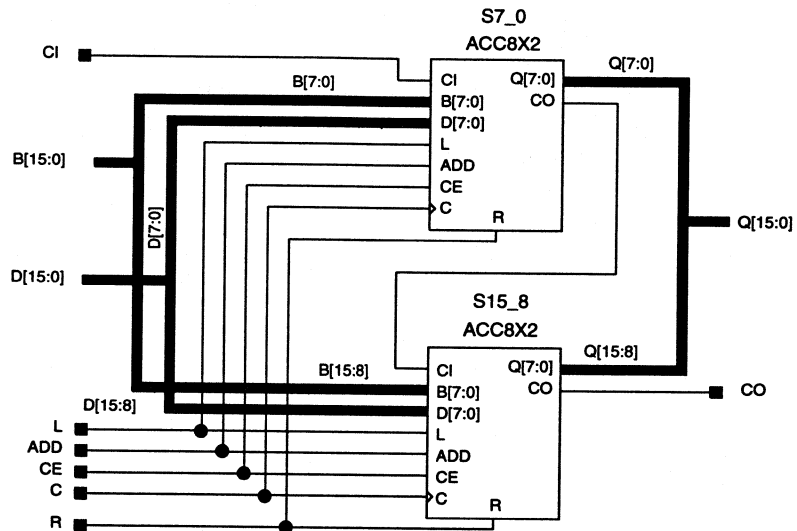 S7_0
ACC8X2
CI
B[7:0]
Q[7:0]
CI
Q[7:0]
B[7:0]
CO
D[7:0]
L
ADD
CE
C
R
B[15:0]
D[7:0]
Q[15:0]
D[15:0]
S15_8
ACC8X2
B[15:8]
Q[15:8]
CI
Q[7:0]
B[7:0]
CO
CO
D[7:0]
D[15:8]
L
L
ADD
ADD
CE
CE
C
C
R
R